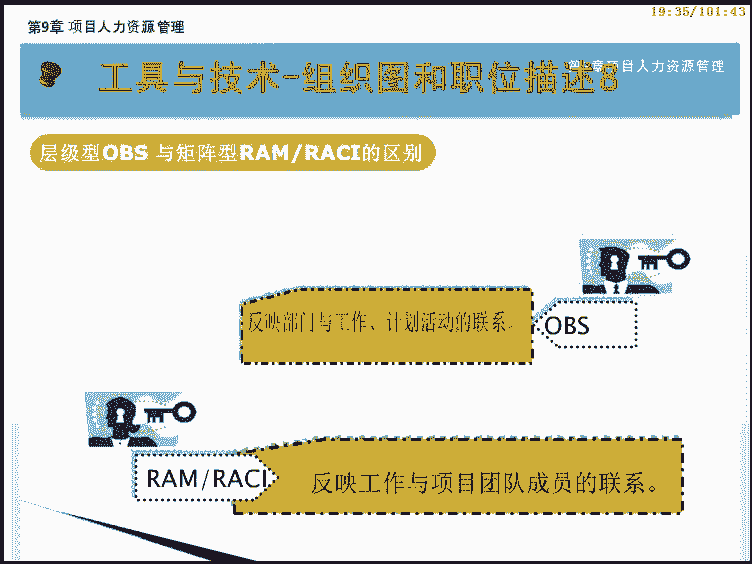 19:35/101:43
第9章 项目人力资源管理
章项目人力资源管理
工具与技术-组织图和职位描述8
层级型OBS 与矩阵型RAM/RACI的区别
反映部门与工作、计划活动的联系。
OBS
RAM/RACI
反映工作与项目团队成员的联系。